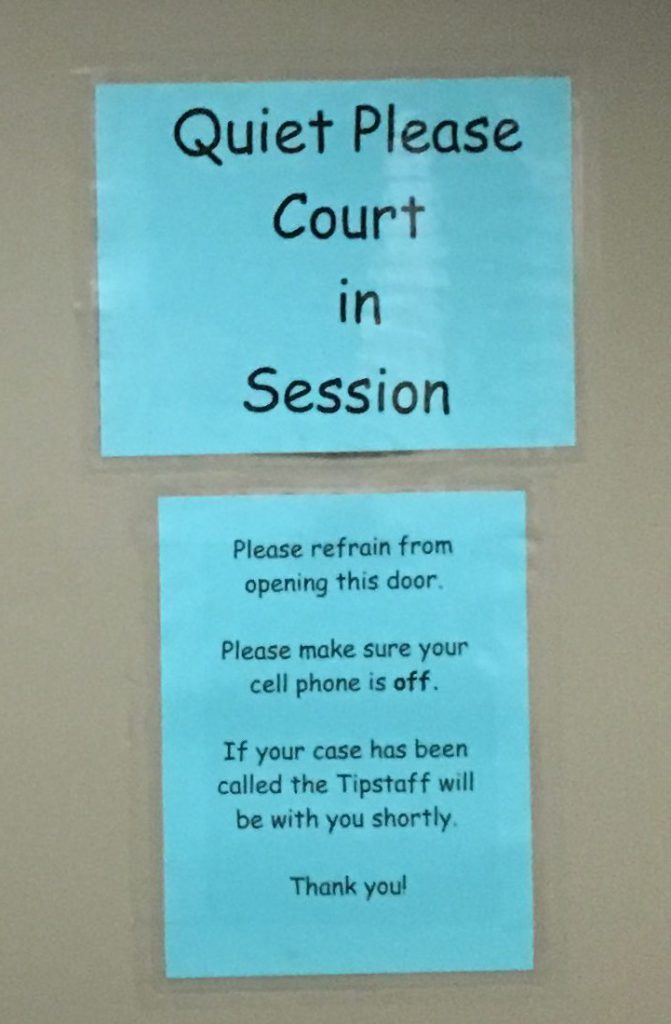 Quiet Please
Court
in
Session
Please refrain from
opening this door.
Please make sure your
cell phone is off.
If your case has been
called the Tipstaff will
be with you shortly.
Thank you!